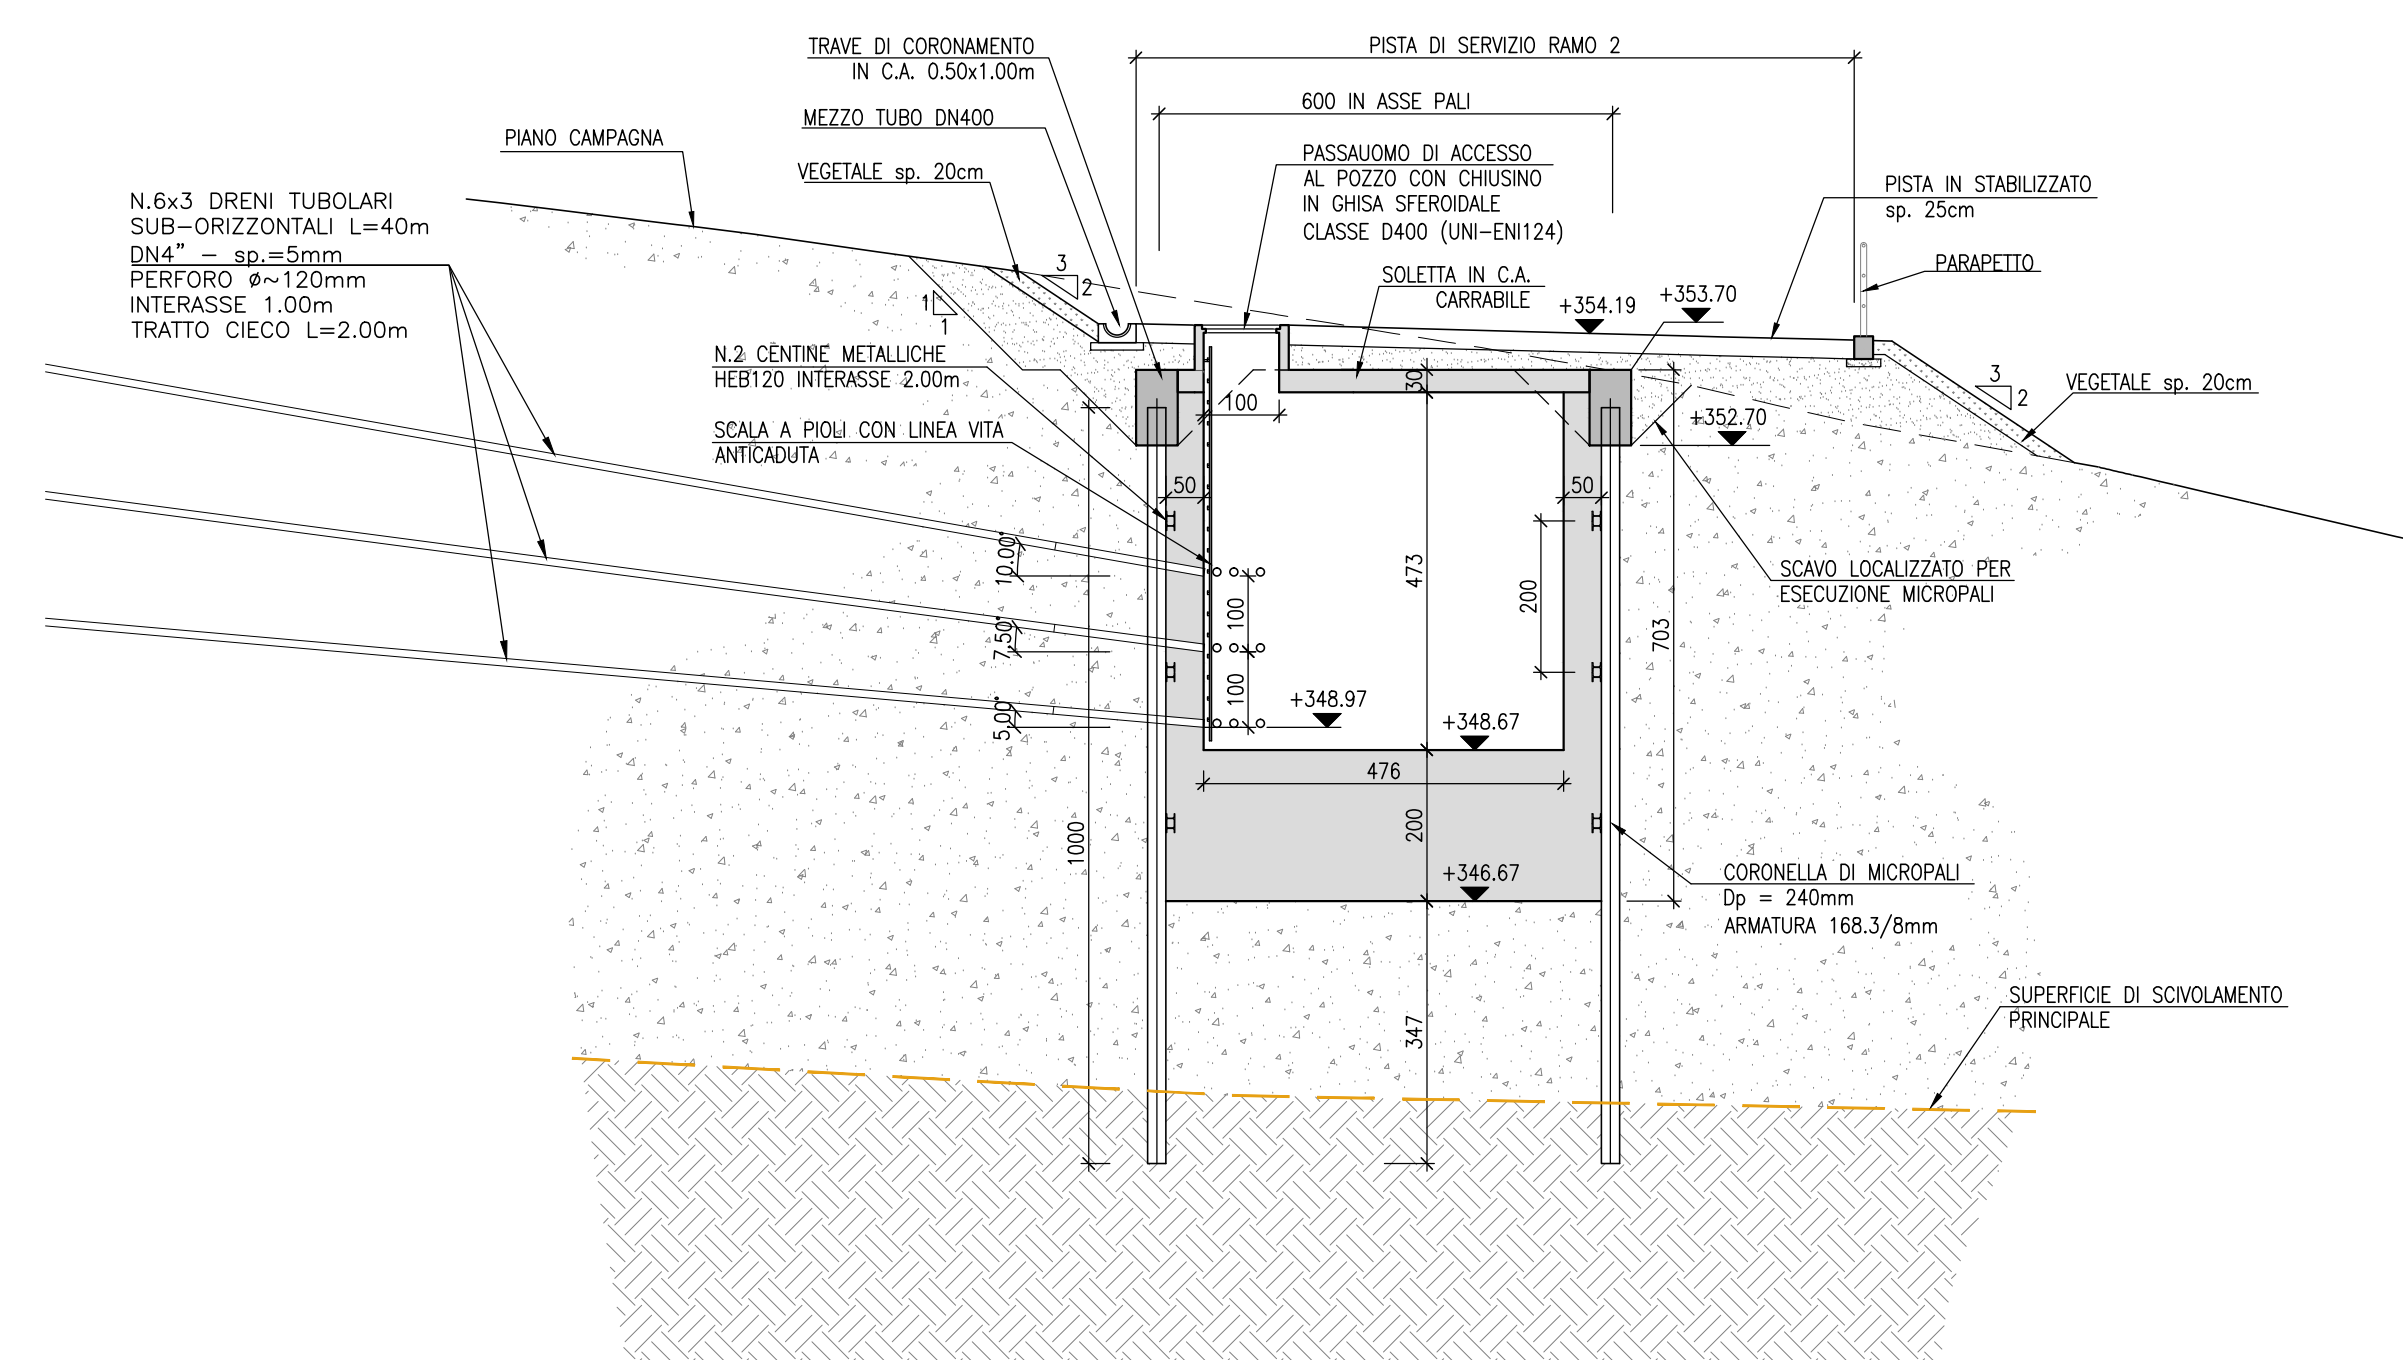 TRAVE DI CORONAMENTO
IN C.A. 0.50x1.00m
PISTA DI SERVIZIO RAMO 2
600 IN ASSE PALI
MEZZO TUBO DN400
PIANO CAMPAGNA
VEGETALE sp. 20cm
PASSAUOMO DI ACCESSO
AL POZZO CON CHIUSINO
IN GHISA SFEROIDALE
CLASSE D400 (UNI-ENI124)
PISTA IN STABILIZZATO
sp. 25cm
N.6x3 DRENI TUBOLARI
SUB-ORIZZONTALI L=40m
DN4" - sp.=5mm
PERFORO ø~120mm
INTERASSE 1.00m
TRATTO CIECO L=2.00m
3
2
1
1
SOLETTA IN C.A.
CARRABILE
PARAPETTO
+354.19
+353.70
N.2 CENTINE METALLICHE
HEB120 INTERASSE 2.00m
30
100
3
2
VEGETALE sp. 20cm
+352.70
SCALA A PIOLI CON LINEA VITA
ANTICADUTA
50
50
10.00°
473
200
100
SCAVO LOCALIZZATO PER
ESECUZIONE MICROPALI
7.50°
703
100
5.00°
+348.97
+348.67
476
1000
200
+346.67
CORONELLA DI MICROPALI
Dp = 240mm
ARMATURA 168.3/8mm
347
SUPERFICIE DI SCIVOLAMENTO
PRINCIPALE